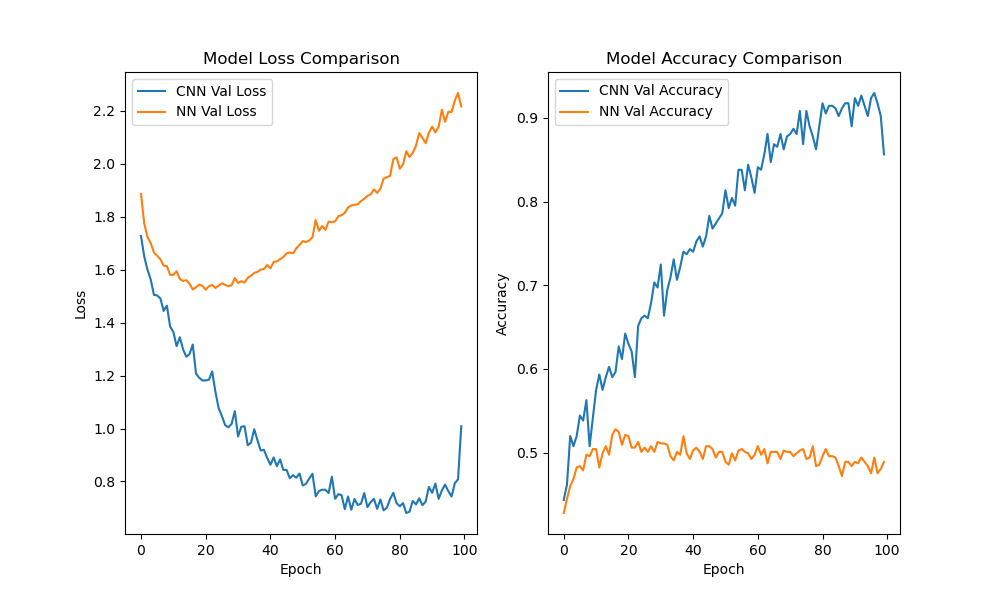 Model Loss Comparison
CNN Val Loss
NN Val Loss
2.2
2.0
1.8
1.6
1.4
1.2
1.0
0.8
Loss
0 20 40 60 80 100
Epoch
Model Accuracy Comparison
CNN Val Accuracy
NN Val Accuracy
0.9
0.8
0.7
0.6
0.5
Accuracy
0 20 40 60 80 100
Epoch